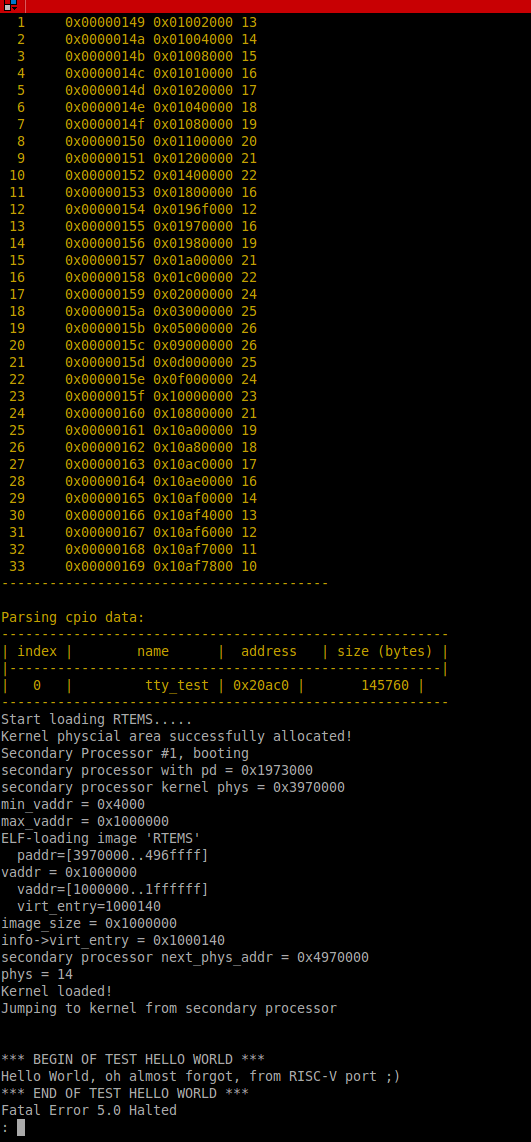 1 0x00000149 0x01002000 13
2 0x0000014a 0x01004000 14
3 0x0000014b 0x01008000 15
4 0x0000014c 0x01010000 16
5 0x0000014d 0x01020000 17
6 0x0000014e 0x01040000 18
7 0x0000014f 0x01080000 19
8 0x00000150 0x01100000 20
9 0x00000151 0x01200000 21
10 0x00000152 0x01400000 22
11 0x00000153 0x01800000 16
12 0x00000154 0x0196f000 12
13 0x00000155 0x01970000 16
14 0x00000156 0x01980000 19
15 0x00000157 0x01a00000 21
16 0x00000158 0x01c00000 22
17 0x00000159 0x02000000 24
18 0x0000015a 0x03000000 25
19 0x0000015b 0x05000000 26
20 0x0000015c 0x09000000 26
21 0x0000015d 0x0d000000 25
22 0x0000015e 0x0f000000 24
23 0x0000015f 0x10000000 23
24 0x00000160 0x10800000 21
25 0x00000161 0x10a00000 19
26 0x00000162 0x10a80000 18
27 0x00000163 0x10ac0000 17
28 0x00000164 0x10ae0000 16
29 0x00000165 0x10af0000 14
30 0x00000166 0x10af4000 13
31 0x00000167 0x10af6000 12
32 0x00000168 0x10af7000 11
33 0x00000169 0x10af7800 10
-----------------------------------------
Parsing cpio data:
--------------------------------------------------------
| index | name | address | size (bytes) |
|------------------------------------------------------|
| 0 | tty_test | 0x20ac0 | 145760 |
--------------------------------------------------------
Start loading RTEMS.....
Kernel physcial area successfully allocated!
Secondary Processor #1, booting
secondary processor with pd = 0x1973000
secondary processor kernel phys = 0x3970000
min_vaddr = 0x4000
max_vaddr = 0x1000000
ELF-loading image 'RTEMS'
paddr=[3970000..496ffff]
vaddr = 0x1000000
vaddr=[1000000..1ffffff]
virt_entry=1000140
image_size = 0x1000000
info->virt_entry = 0x1000140
secondary processor next_phys_addr = 0x4970000
phys = 14
Kernel loaded!
Jumping to kernel from secondary processor
*** BEGIN OF TEST HELLO WORLD ***
Hello World, oh almost forgot, from RISC-V port ;)
*** END OF TEST HELLO WORLD ***
Fatal Error 5.0 Halted
: